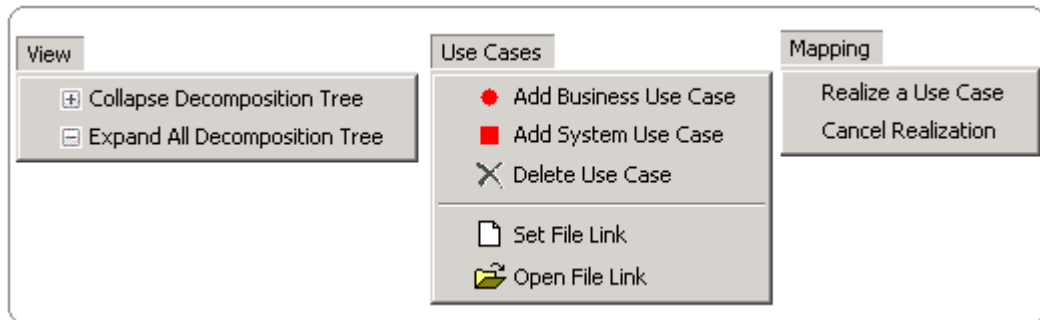 View
Collapse Decomposition Tree
Expand All Decomposition Tree
Use Cases
Add Business Use Case
Add System Use Case
Delete Use Case
Set File Link
Open File Link
Mapping
Realize a Use Case
Cancel Realization